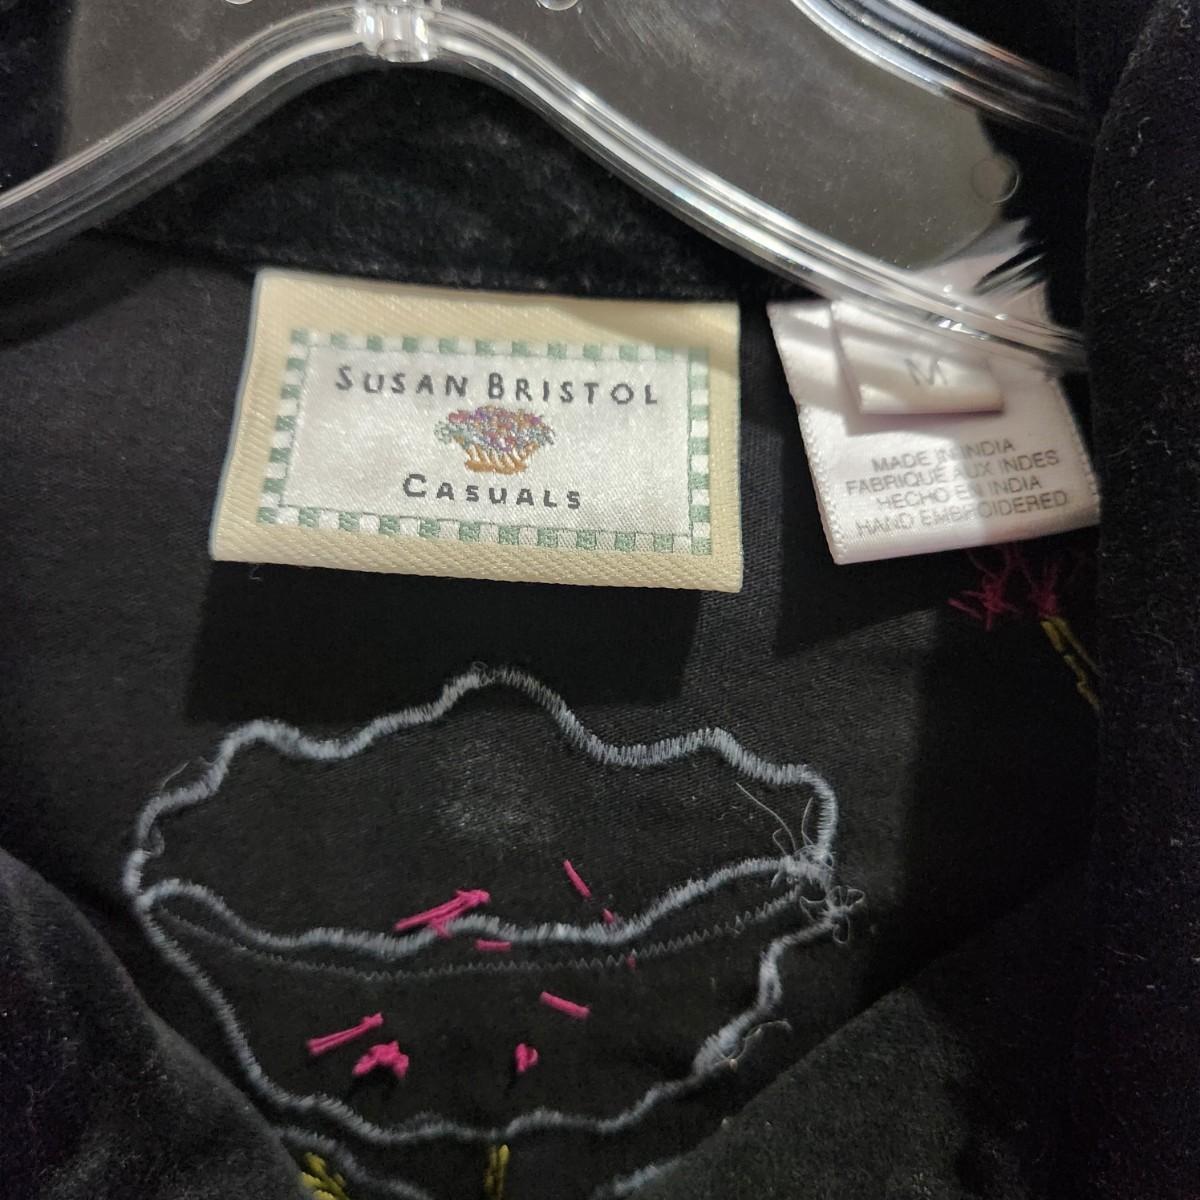 SUSAN BRISTOL
CASUALS
M
MADE IN INDIA
FABRIQUE AUX INDES
HECHO EN INDIA
HAND EMBROIDERED